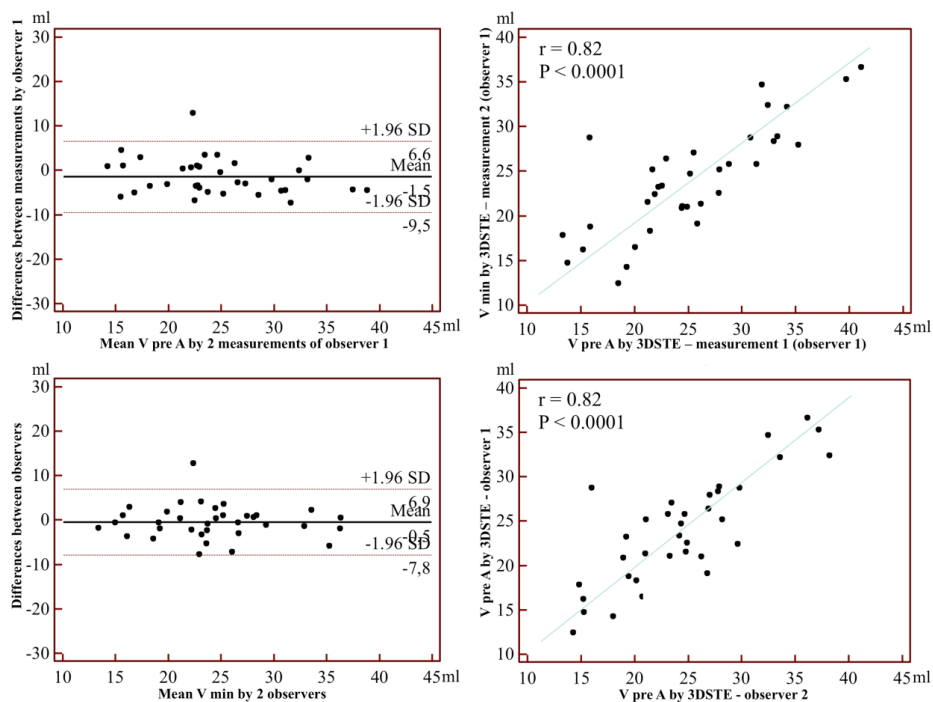 ml
Differences between measurements by observer 1
30
20
10
0
-10
-20
-30
+1.96 SD
6,6
Mean
-1,5
-1.96 SD
-9,5
10 15 20 25 30 35 40 45 ml
Mean V pre A by 2 measurements of observer 1
ml
V min by 3DSTE – measurement 2 (observer 1)
40
35
30
25
20
15
10
r = 0.82
P < 0.0001
10 15 20 25 30 35 40 45 ml
V pre A by 3DSTE – measurement 1 (observer 1)
ml
Differences between observers
30
20
10
0
-10
-20
-30
+1.96 SD
6,9
Mean
-0,5
-1.96 SD
-7,8
10 15 20 25 30 35 40 45 ml
Mean V min by 2 observers
ml
V pre A by 3DSTE - observer 1
40
35
30
25
20
15
10
r = 0.82
P < 0.0001
10 15 20 25 30 35 40 45 ml
V pre A by 3DSTE - observer 2